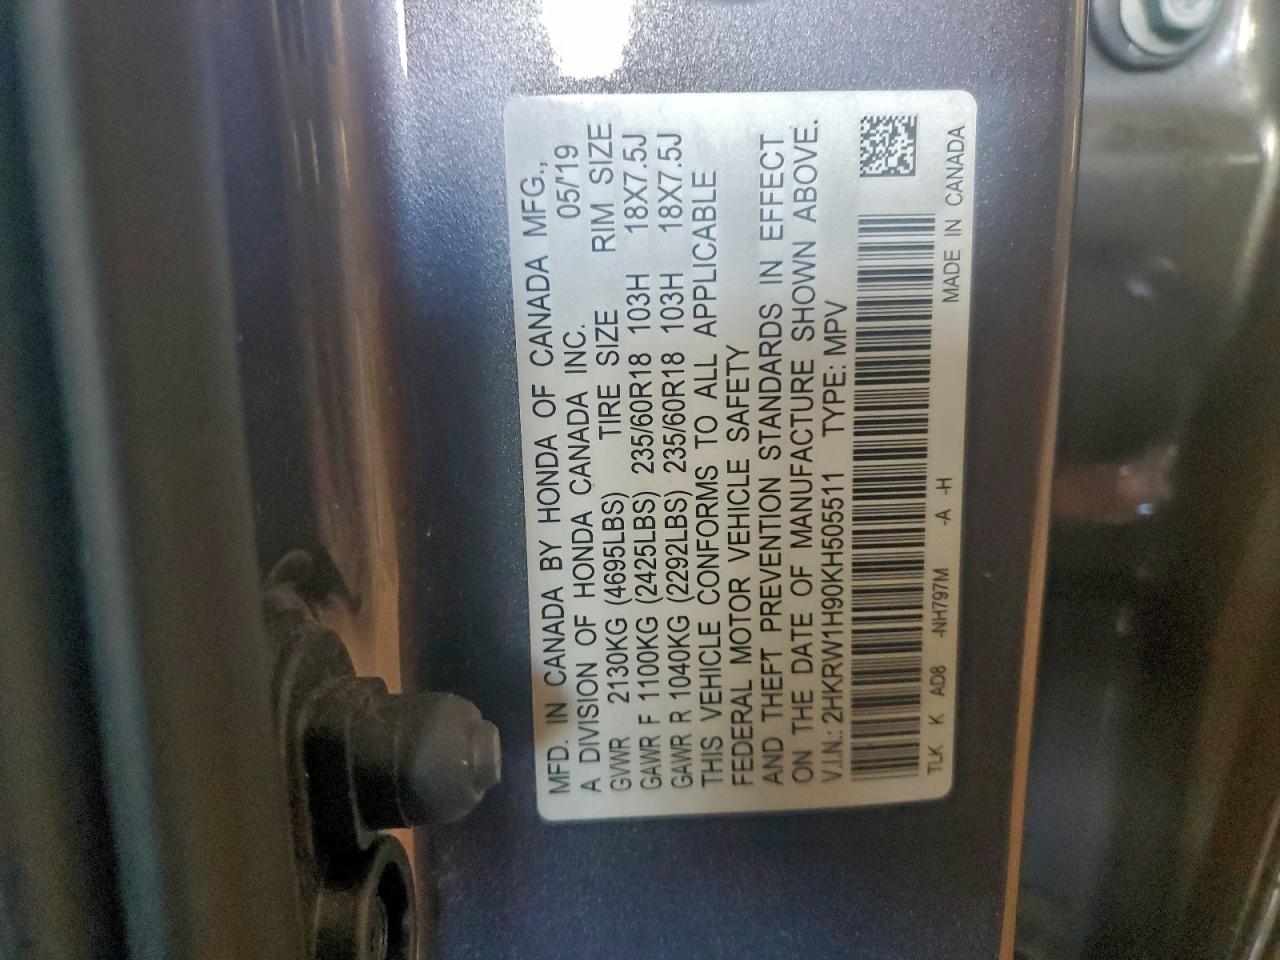 MFD. IN CANADA BY HONDA OF CANADA MFG.,
A DIVISION OF HONDA CANADA INC. 05/'19
GVWR 2130KG (4695LBS) TIRE SIZE RIM SIZE
GAWR F 1100KG (2425LBS) 235/60R18 103H 18X7.5J
GAWR R 1040KG (2292LBS) 235/60R18 103H 18X7.5J
THIS VEHICLE CONFORMS TO ALL APPLICABLE
FEDERAL MOTOR VEHICLE SAFETY
AND THEFT PREVENTION STANDARDS IN EFFECT
ON THE DATE OF MANUFACTURE SHOWN ABOVE.
V.I.N.: 2HKRW1H90KH505511 TYPE: MPV
TLK K AD8 -NH797M -A -H MADE IN CANADA